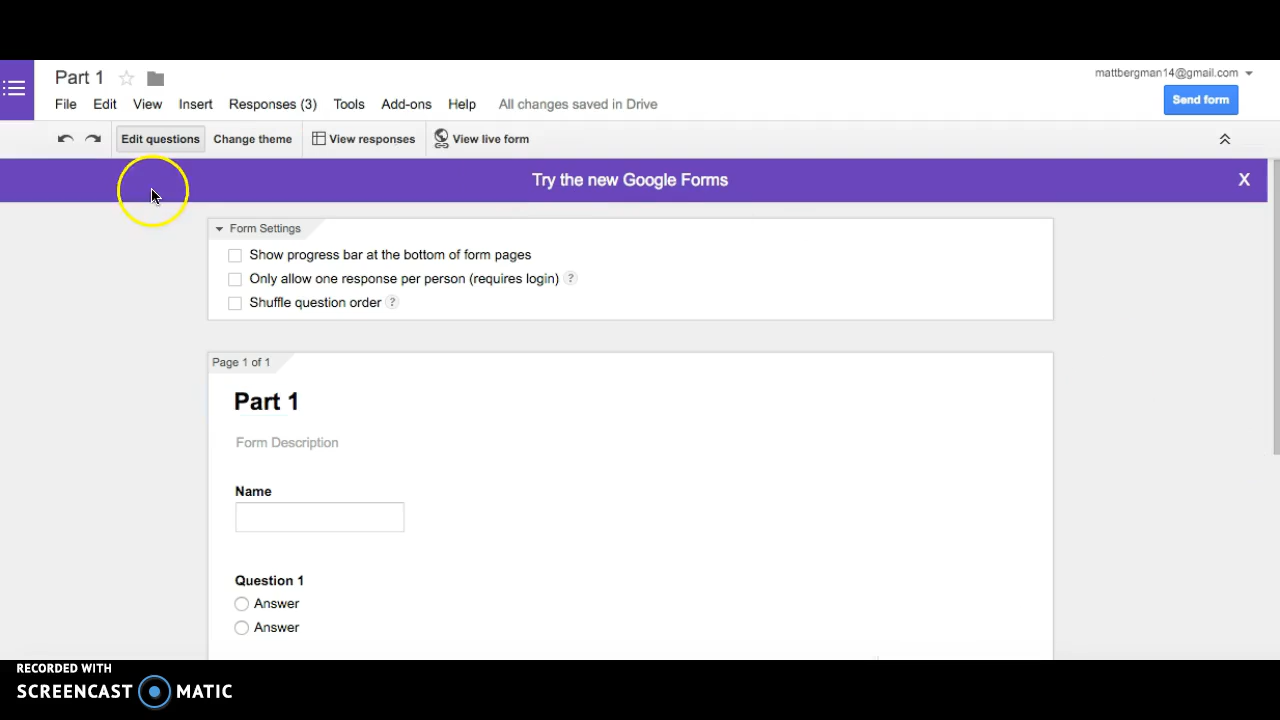 Part 1
mattbergman14@gmail.com
File Edit View Insert Responses (3) Tools Add-ons Help All changes saved in Drive
Send form
Edit questions Change theme View responses View live form
Try the new Google Forms X
Form Settings
Show progress bar at the bottom of form pages
Only allow one response per person (requires login) ?
Shuffle question order ?
Page 1 of 1
Part 1
Form Description
Name
Question 1
Answer
Answer
RECORDED WITH
SCREENCAST MATIC